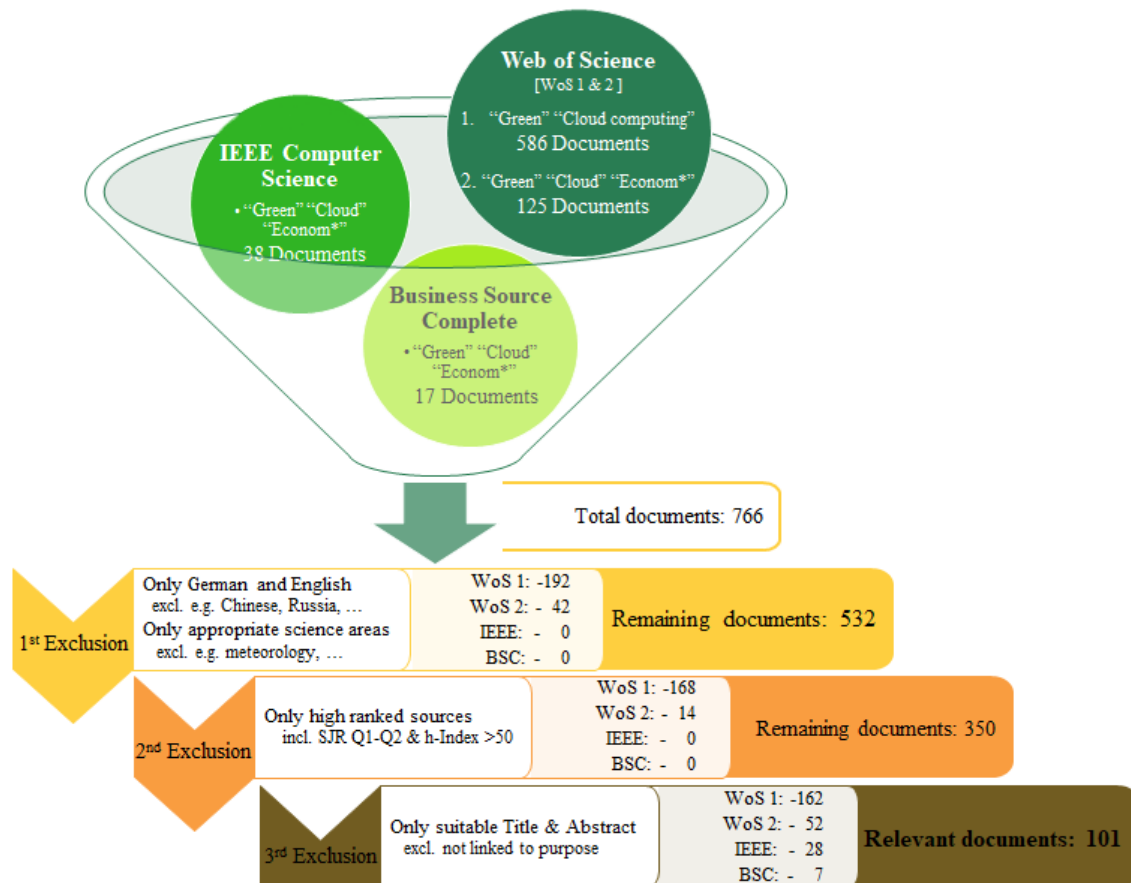 Web of Science
[WoS 1 & 2 ]
1. “Green” “Cloud computing”
586 Documents
2. “Green” “Cloud” “Econom*”
125 Documents
IEEE Computer
Science
• “Green” “Cloud”
“Econom*”
38 Documents
Business Source
Complete
• “Green” “Cloud”
“Econom*”
17 Documents
Total documents: 766
1st Exclusion
Only German and English
excl. e.g. Chinese, Russia, …
Only appropriate science areas
excl. e.g. meteorology, …
WoS 1: -192
WoS 2: - 42
IEEE: - 0
BSC: - 0
Remaining documents: 532
2nd Exclusion
Only high ranked sources
incl. SJR Q1-Q2 & h-Index >50
WoS 1: -168
WoS 2: - 14
IEEE: - 0
BSC: - 0
Remaining documents: 350
3rd Exclusion
Only suitable Title & Abstract
excl. not linked to purpose
WoS 1: -162
WoS 2: - 52
IEEE: - 28
BSC: - 7
Relevant documents: 101